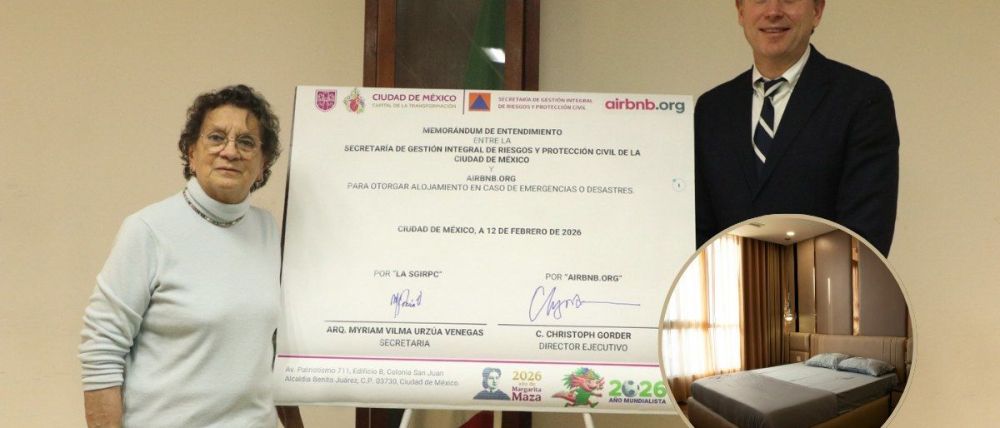 CIUDAD DE MÉXICO
CAPITAL DE LA TRANSFORMACIÓN
SECRETARÍA DE GESTIÓN INTEGRAL
DE RIESGOS Y PROTECCIÓN CIVIL
airbnb.org
MEMORÁNDUM DE ENTENDIMIENTO
ENTRE LA
SECRETARÍA DE GESTIÓN INTEGRAL DE RIESGOS Y PROTECCIÓN CIVIL DE LA
CIUDAD DE MÉXICO
Y
AIRBNB.ORG
PARA OTORGAR ALOJAMIENTO EN CASO DE EMERGENCIAS O DESASTRES.
CIUDAD DE MÉXICO, A 12 DE FEBRERO DE 2026
POR "LA SGIRPC"
POR "AIRBNB.ORG"
ARQ. MYRIAM VILMA URZÚA VENEGAS
SECRETARIA
C. CHRISTOPH GORDER
DIRECTOR EJECUTIVO
Av. Patriotismo 711, Edificio B, Colonia San Juan
Alcaldía Benito Juárez, C.P. 03730, Ciudad de México
2026
año de
Margarita
Maza
2026
AÑO MUNDIALISTA